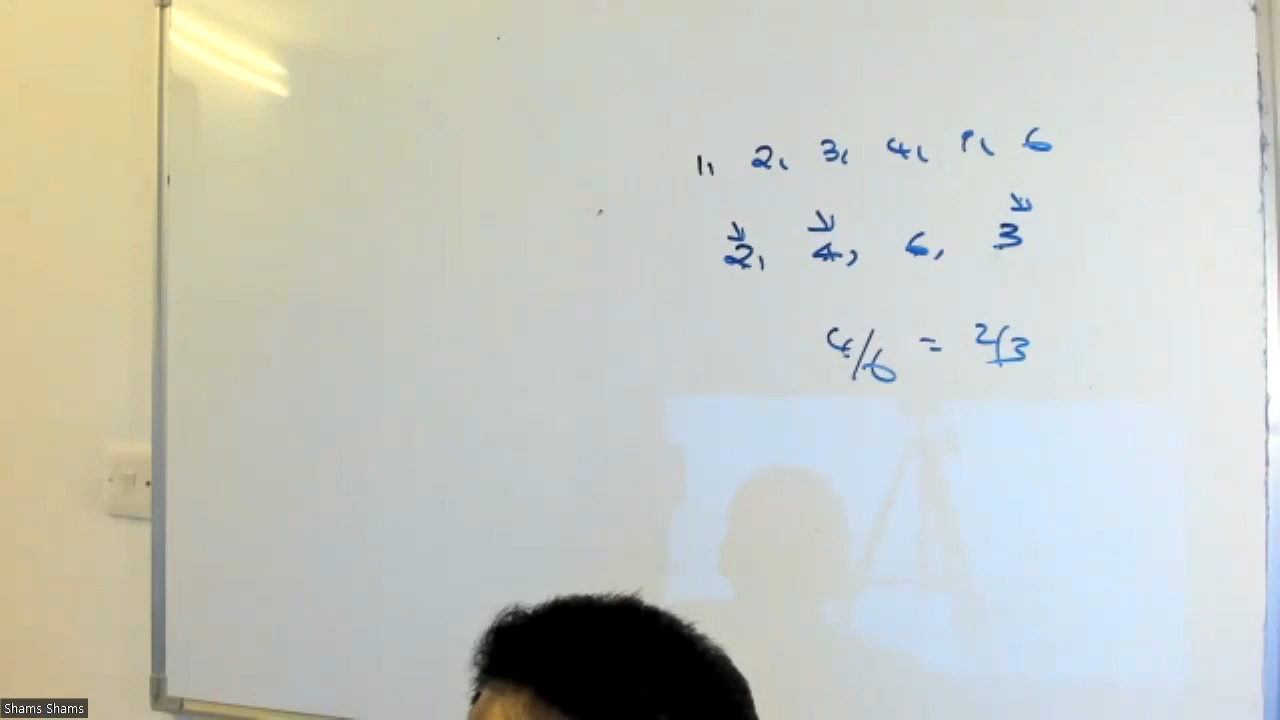 1, 2, 3, 4, 5, 6
2, 4, 6, 3
4/6 = 2/3
Shams Shams